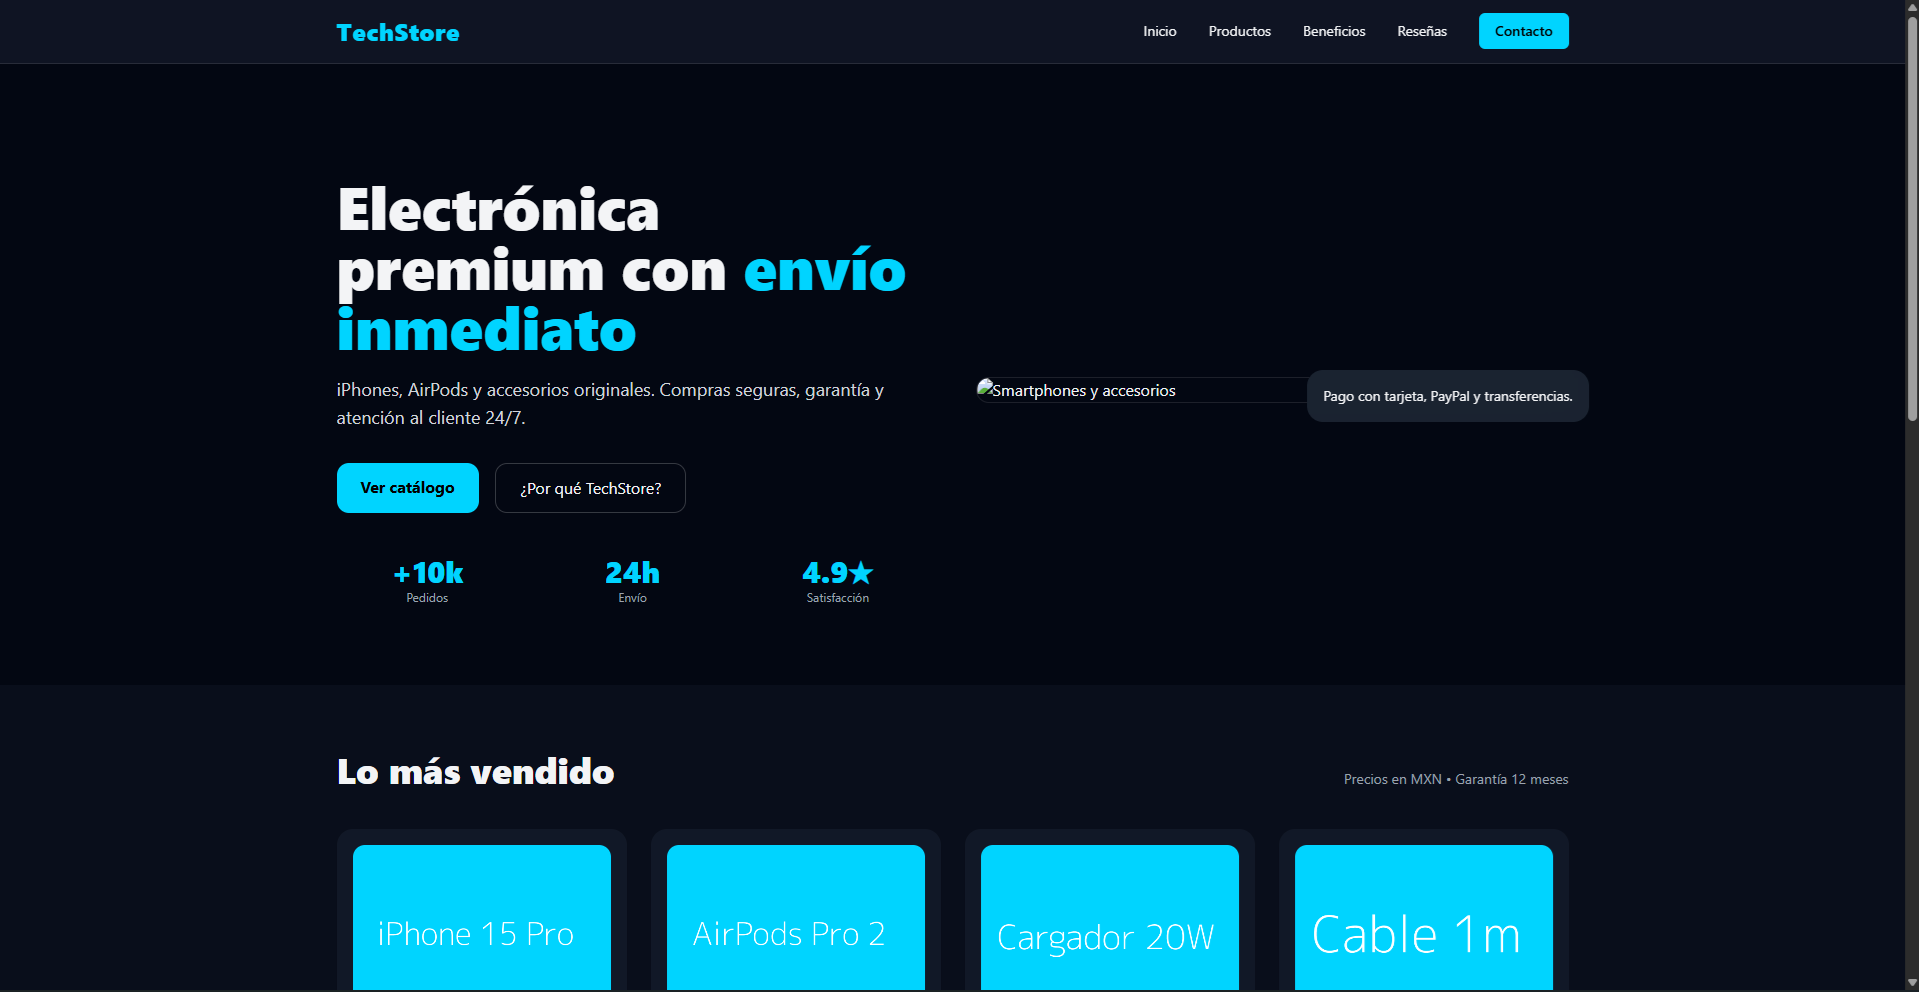 TechStore
Inicio
Productos
Beneficios
Reseñas
Contacto
Electrónica
premium con envío
inmediato
iPhones, AirPods y accesorios originales. Compras seguras, garantía y
atención al cliente 24/7.
Ver catálogo
¿Por qué TechStore?
+10k
Pedidos
24h
Envío
4.9★
Satisfacción
Smartphones y accesorios
Pago con tarjeta, PayPal y transferencias.
Lo más vendido
Precios en MXN • Garantía 12 meses
iPhone 15 Pro
AirPods Pro 2
Cargador 20W
Cable 1m